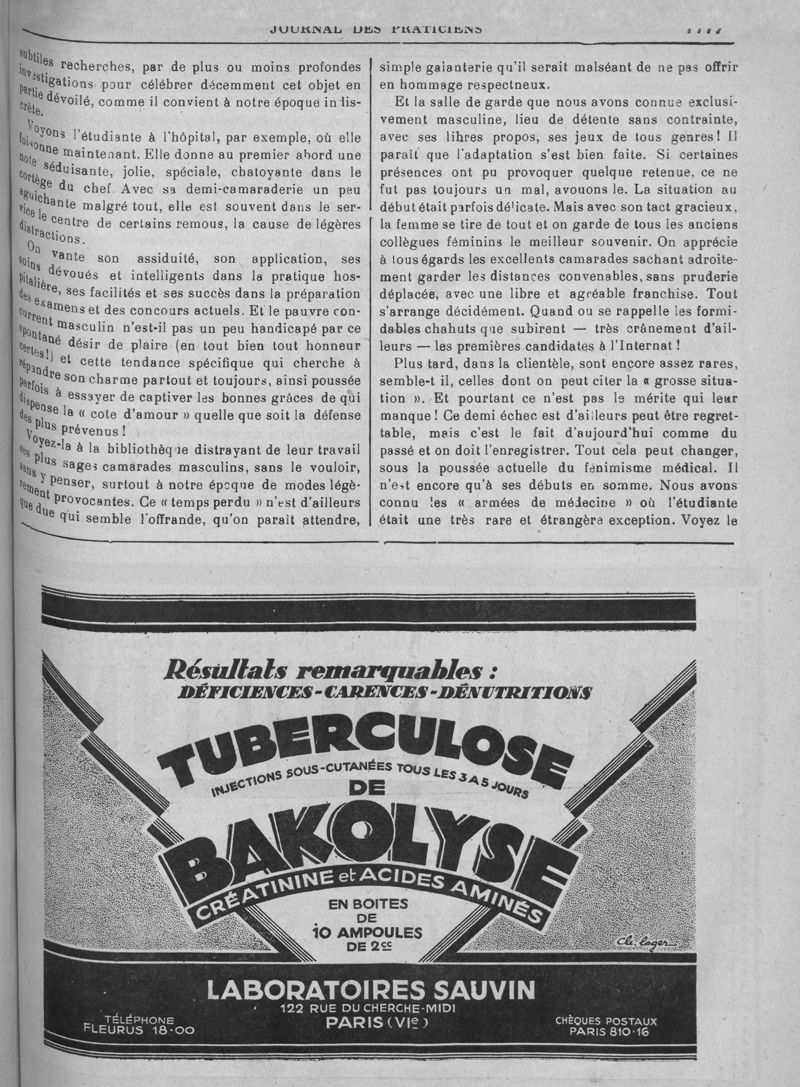 JOURNAL DES PRATICIENS
subtiles recherches, par de plus ou moins profondes
investigations pour célébrer décemment cet objet en
partie dévoilé, comme il convient à notre époque indis-
crète.
Voyons l'étudiante à l'hôpital, par exemple, où elle
foisonne maintenant. Elle donne au premier abord une
note séduisante, jolie, spéciale, chatoyante dans le
cortège du chef. Avec sa demi-camaraderie un peu
aguichante malgré tout, elle est souvent dans le ser-
vice le centre de certains remous, la cause de légères
distractions.
On vante son assiduité, son application, ses
soins dévoués et intelligents dans la pratique hos-
pitalière, ses facilités et ses succès dans la préparation
des examens et des concours actuels. Et le pauvre con-
current masculin n'est-il pas un peu handicapé par ce
spontané désir de plaire (en tout bien tout honneur
certes!) et cette tendance spécifique qui cherche à
répandre son charme partout et toujours, ainsi poussée
parfois à essayer de captiver les bonnes grâces de qui
dispense la « cote d'amour » quelle que soit la défense
des plus prévenus !
Voyez-la à la bibliothèque distrayant de leur travail
ses plus sages camarades masculins, sans le vouloir,
sans y penser, surtout à notre époque de modes légè-
rement provocantes. Ce « temps perdu » n'est d'ailleurs
que due qui semble l'offrande, qu'on parait attendre,
simple galanterie qu'il serait malséant de ne pas offrir
en hommage respectueux.
Et la salle de garde que nous avons connue exclusi-
vement masculine, lieu de détente sans contrainte,
avec ses libres propos, ses jeux de tous genres! Il
parait que l'adaptation s'est bien faite. Si certaines
présences ont pu provoquer quelque retenue, ce ne
fut pas toujours un mal, avouons le. La situation au
début était parfois délicate. Mais avec son tact gracieux,
la femme se tire de tout et on garde de tous les anciens
collègues féminins le meilleur souvenir. On apprécie
à tous égards les excellents camarades sachant adroite-
ment garder les distances convenables, sans pruderie
déplacée, avec une libre et agréable franchise. Tout
s'arrange décidément. Quand ou se rappelle les formi-
dables chahuts que subirent — très crânement d'ail-
leurs — les premières candidates à l'Internat !
Plus tard, dans la clientèle, sont encore assez rares,
semble-t il, celles dont on peut citer la « grosse situa-
tion ». Et pourtant ce n'est pas le mérite qui leur
manque ! Ce demi échec est d'ailleurs peut être regret-
table, mais c'est le fait d'aujourd'hui comme du
passé et on doit l'enregistrer. Tout cela peut changer,
sous la poussée actuelle du féminisme médical. Il
n'est encore qu'à ses débuts en somme. Nous avons
connu les « armées de médecine » où l'étudiante
était une très rare et étrangère exception. Voyez le
Résultats remarquables :
DÉFICIENCES-CARENCES-DÉNUTRITIONS
TUBERCULOSE
INJECTIONS SOUS-CUTANÉES TOUS LES 3 A 5 JOURS
DE
BAKOLYSE
CRÉATININE et ACIDES AMINÉS
EN BOITES
DE
10 AMPOULES
DE 2cc
Ch. Loger
LABORATOIRES SAUVIN
122 RUE DU CHERCHE-MIDI
PARIS (VIe)
TÉLÉPHONE
FLEURUS 18-00
CHÈQUES POSTAUX
PARIS 810-16